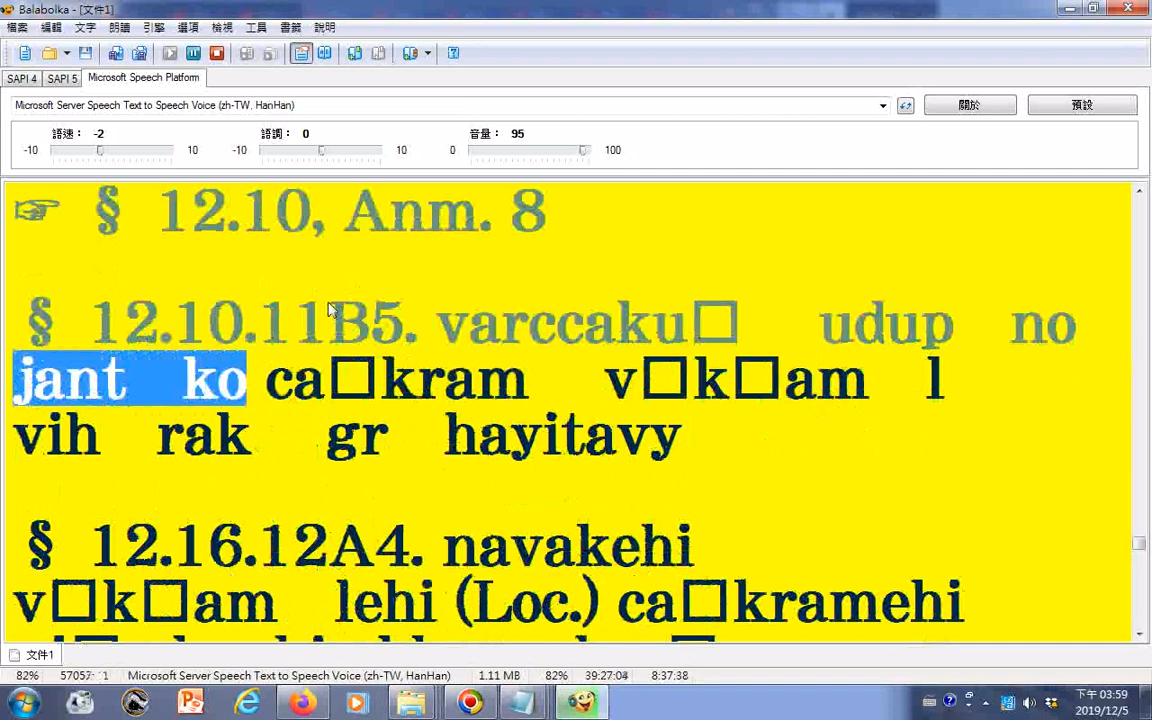 Balabolka - [文件1]
檔案 編輯 文字 朗讀 引擎 選項 檢視 工具 書籤 說明
SAPI 4 SAPI 5 Microsoft Speech Platform
Microsoft Server Speech Text to Speech Voice (zh-TW, HanHan) 關於 預設
語速： -2 語調： 0 音量： 95
-10 10 -10 10 0 100
☞ § 12.10, Anm. 8
§ 12.10.11B5. varccaku□ udup no
jant ko ca□kram v□k□am l
vih rak gr hayitavy
§ 12.16.12A4. navakehi
v□k□am lehi (Loc.) ca□kramehi
文件1
82% Microsoft Server Speech Text to Speech Voice (zh-TW, HanHan) 1.11 MB 82% 39:27:04 8:37:38
下午 03:59
2019/12/5